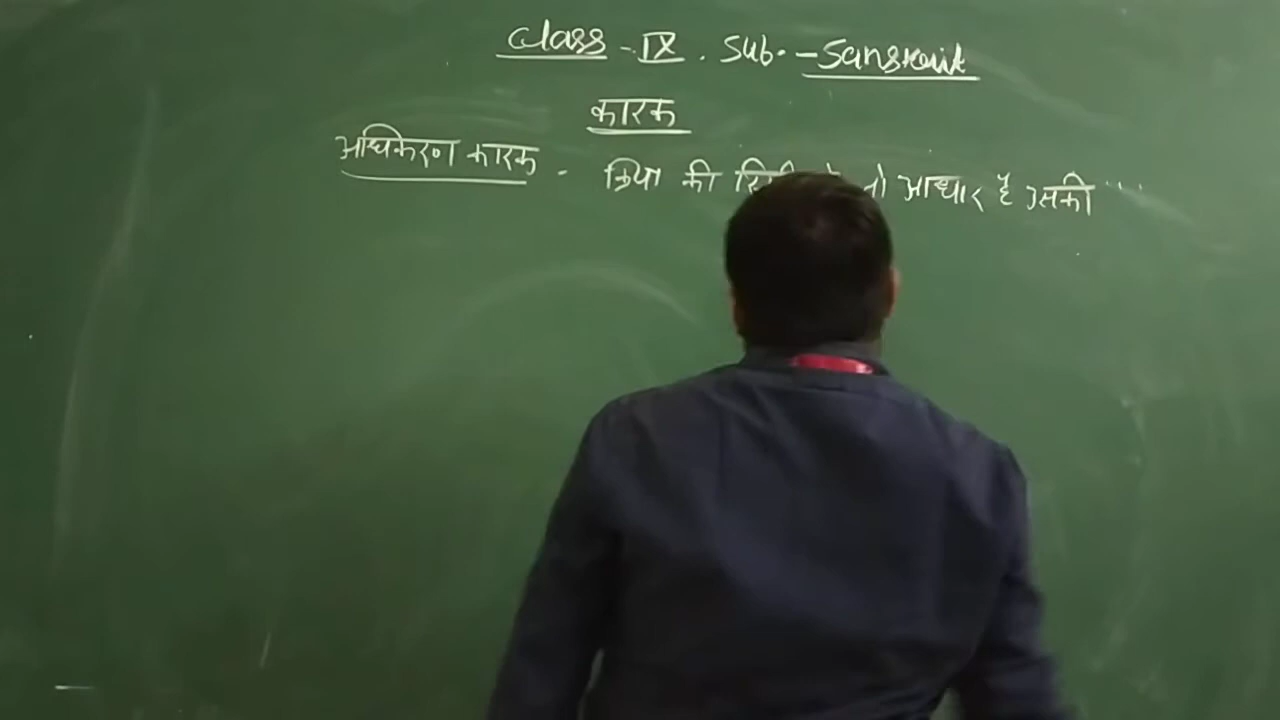 Class - IX . Sub. - Sanskrit
कारक
अधिकरण कारक - क्रिया की जो आधार है उसकी ...